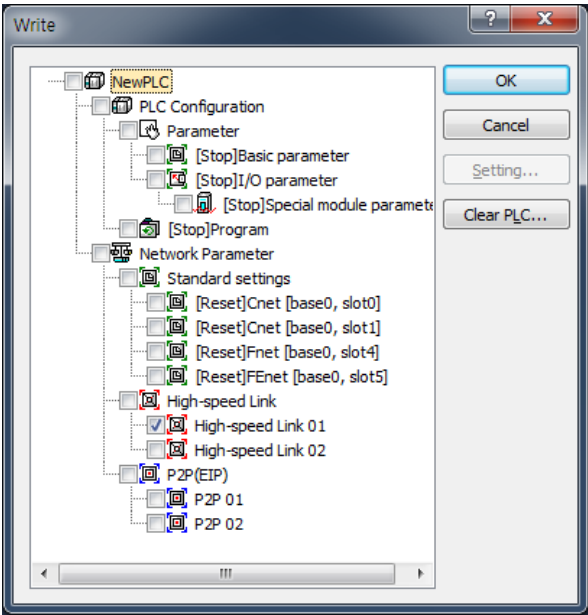 Write
NewPLC
PLC Configuration
Parameter
[Stop]Basic parameter
[Stop]I/O parameter
[Stop]Special module paramete
[Stop]Program
Network Parameter
Standard settings
[Reset]Cnet [base0, slot0]
[Reset]Cnet [base0, slot1]
[Reset]Fnet [base0, slot4]
[Reset]FEnet [base0, slot5]
High-speed Link
High-speed Link 01
High-speed Link 02
P2P(EIP)
P2P 01
P2P 02
OK
Cancel
Setting...
Clear PLC...